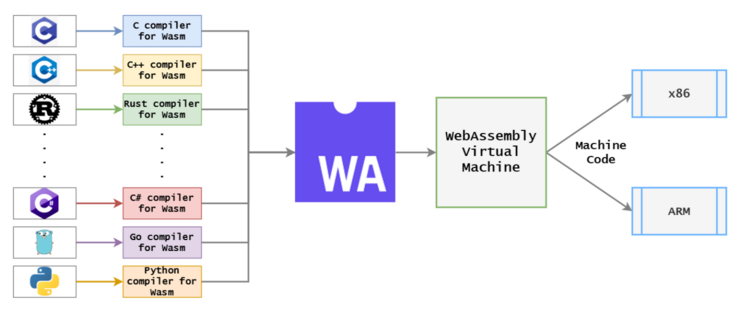 C compiler
for Wasm
C++ compiler
for Wasm
Rust compiler
for Wasm
C# compiler
for Wasm
Go compiler
for Wasm
Python
compiler for
Wasm
C
C++
R
C#
WA
WebAssembly
Virtual
Machine
Machine
Code
x86
ARM